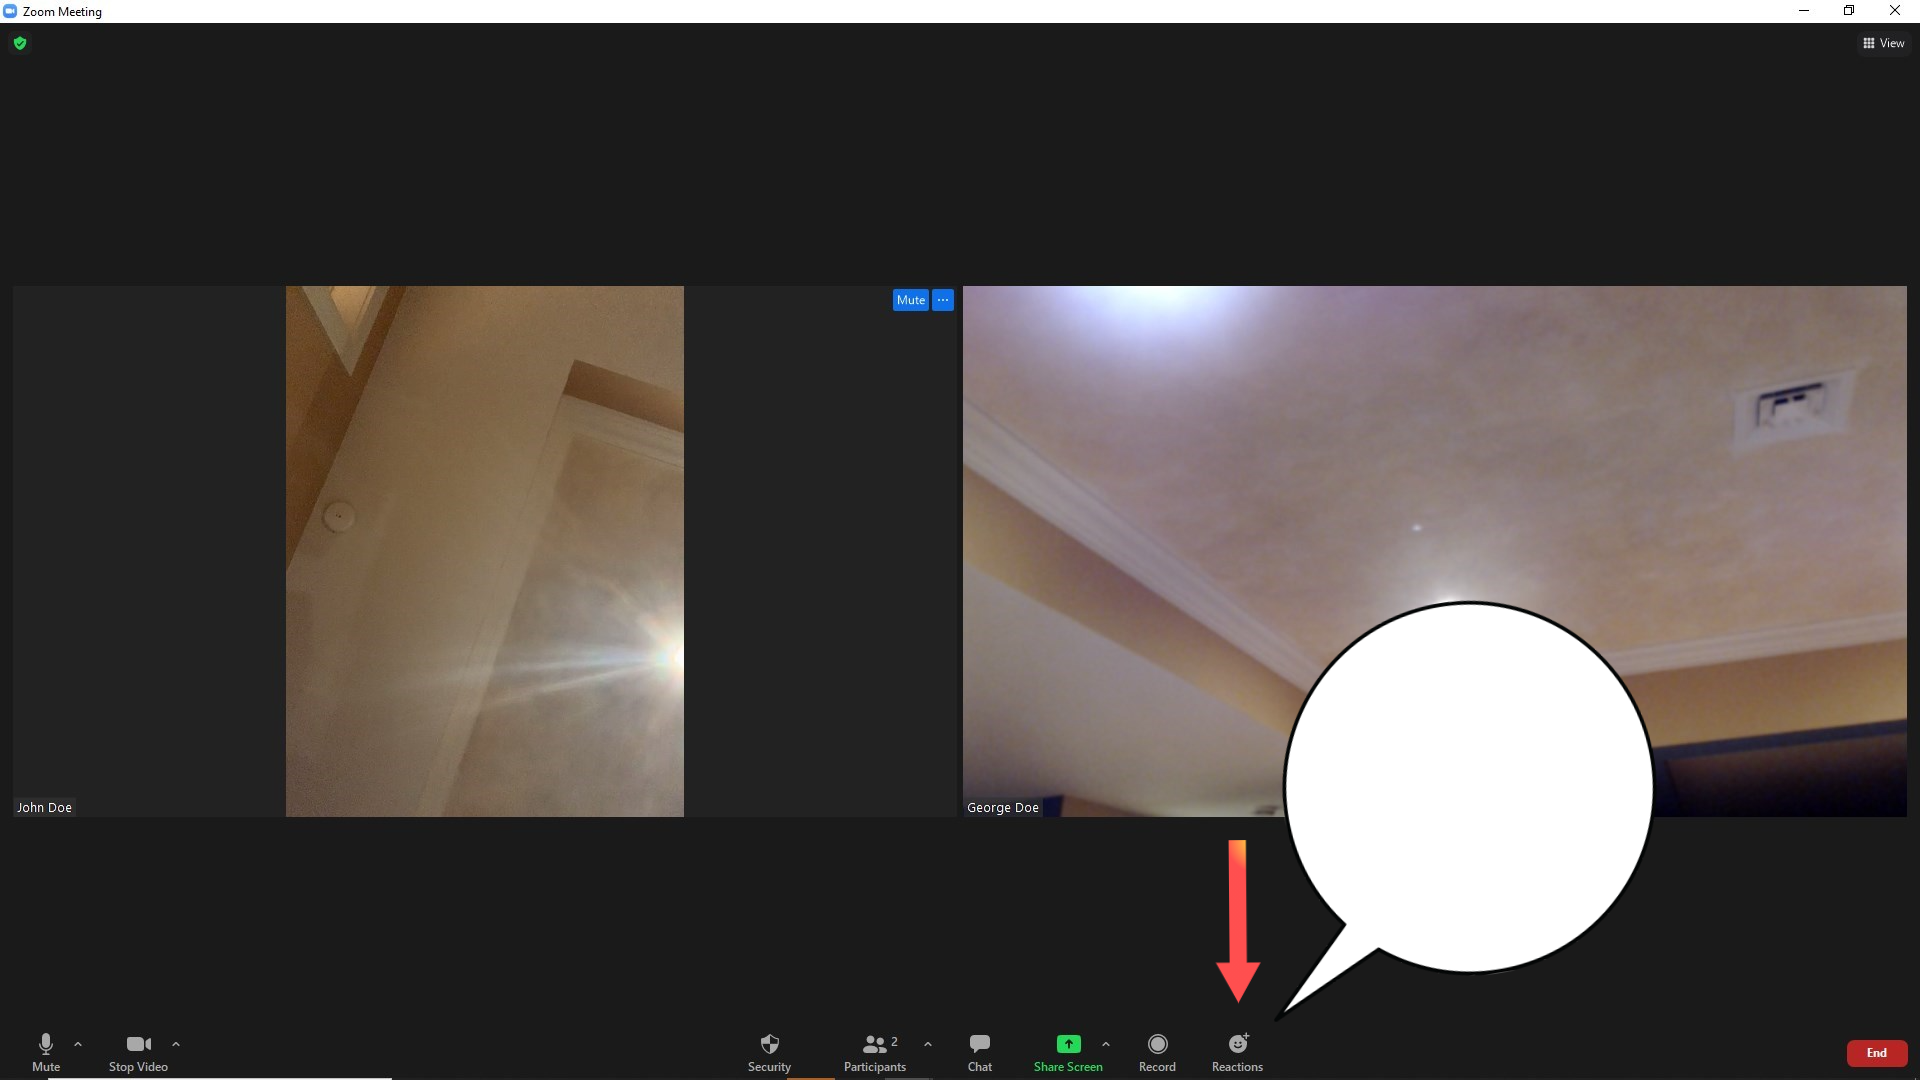 Zoom Meeting
View
Mute ...
John Doe
George Doe
Mute
Stop Video
Security
Participants 2
Chat
Share Screen
Record
Reactions
End